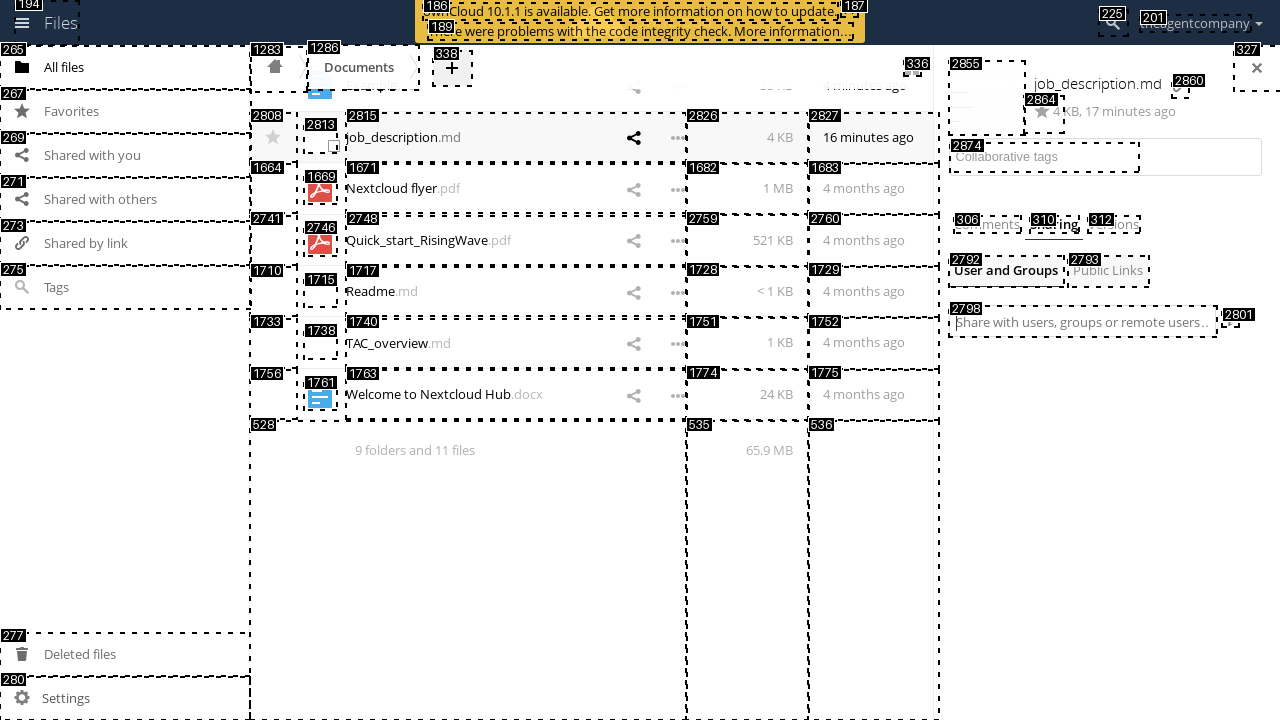 194
Files
186
ownCloud 10.1.1 is available. Get more information on how to update.
187
189
There were problems with the code integrity check. More information…
225
201
theagentcompany
265
All files
267
Favorites
269
Shared with you
271
Shared with others
273
Shared by link
275
Tags
277
Deleted files
280
Settings
1283
1286
Documents
338
+
336
327
2808
2813
2815
job_description.md
2826
4 KB
2827
16 minutes ago
1664
1669
1671
Nextcloud flyer.pdf
1682
1 MB
1683
4 months ago
2741
2746
2748
Quick_start_RisingWave.pdf
2759
521 KB
2760
4 months ago
1710
1715
1717
Readme.md
1728
< 1 KB
1729
4 months ago
1733
1738
1740
TAC_overview.md
1751
1 KB
1752
4 months ago
1756
1761
1763
Welcome to Nextcloud Hub.docx
1774
24 KB
1775
4 months ago
528
535
536
9 folders and 11 files
65.9 MB
2855
job_description.md
2860
2864
4 KB, 17 minutes ago
2874
Collaborative tags
306
Comments
310
Sharing
312
Versions
2792
User and Groups
2793
Public Links
2798
Share with users, groups or remote users…
2801